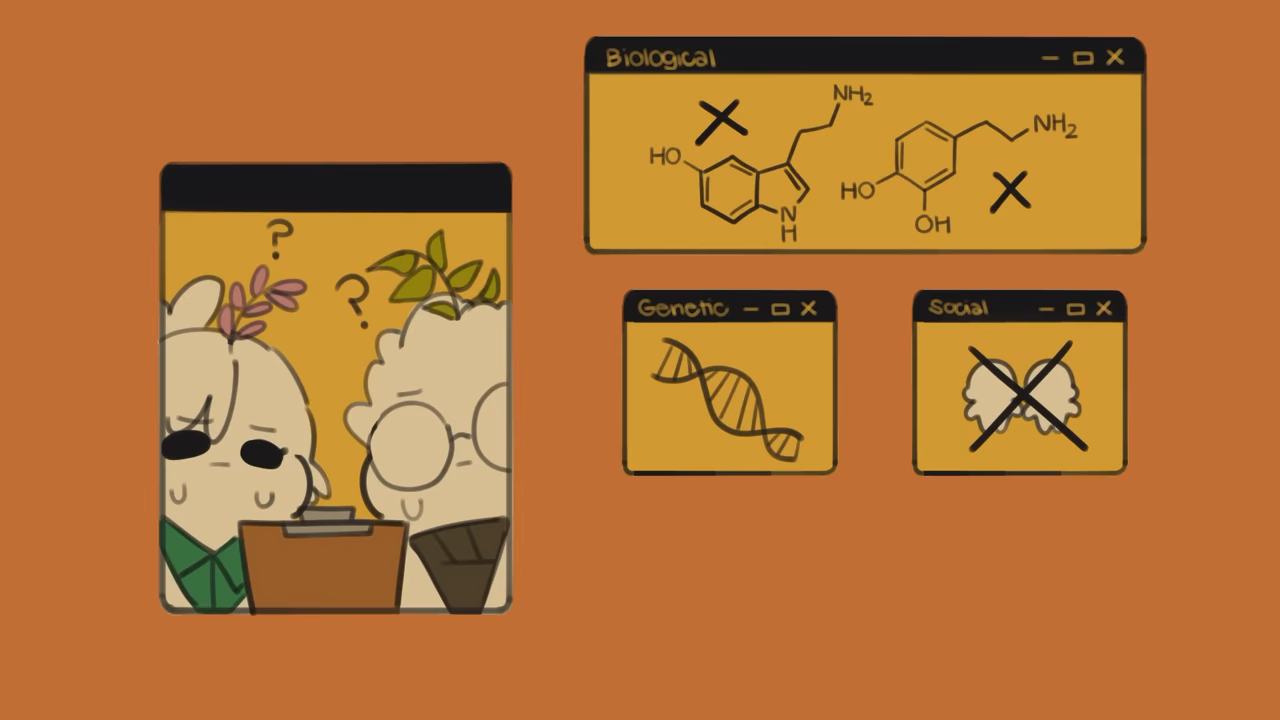 ?
?
Biological
NH2
HO
N
H
NH2
HO
OH
Genetic
Social